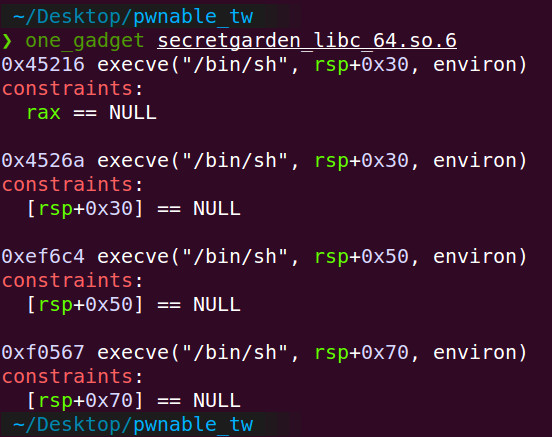 ~/Desktop/pwnable_tw
❯ one_gadget secretgarden_libc_64.so.6
0x45216 execve("/bin/sh", rsp+0x30, environ)
constraints:
  rax == NULL

0x4526a execve("/bin/sh", rsp+0x30, environ)
constraints:
  [rsp+0x30] == NULL

0xef6c4 execve("/bin/sh", rsp+0x50, environ)
constraints:
  [rsp+0x50] == NULL

0xf0567 execve("/bin/sh", rsp+0x70, environ)
constraints:
  [rsp+0x70] == NULL
~/Desktop/pwnable_tw